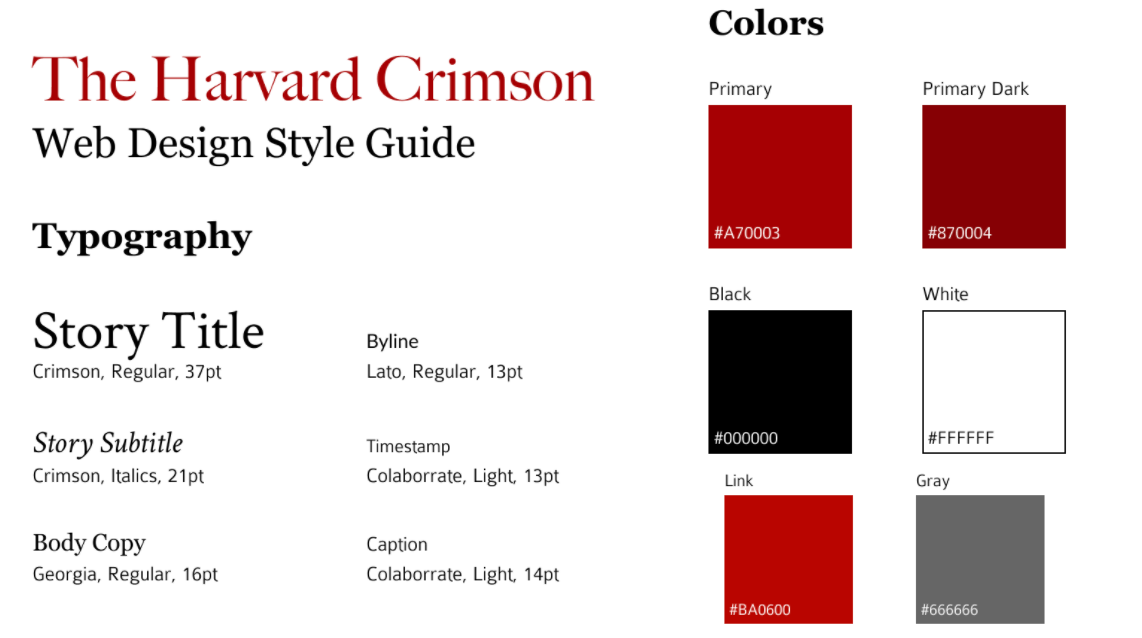 The Harvard Crimson
Web Design Style Guide
Typography
Story Title
Crimson, Regular, 37pt
Byline
Lato, Regular, 13pt
Story Subtitle
Crimson, Italics, 21pt
Timestamp
Colaborrate, Light, 13pt
Body Copy
Georgia, Regular, 16pt
Caption
Colaborrate, Light, 14pt
Colors
Primary
#A70003
Primary Dark
#870004
Black
#000000
White
#FFFFFF
Link
#BA0600
Gray
#666666